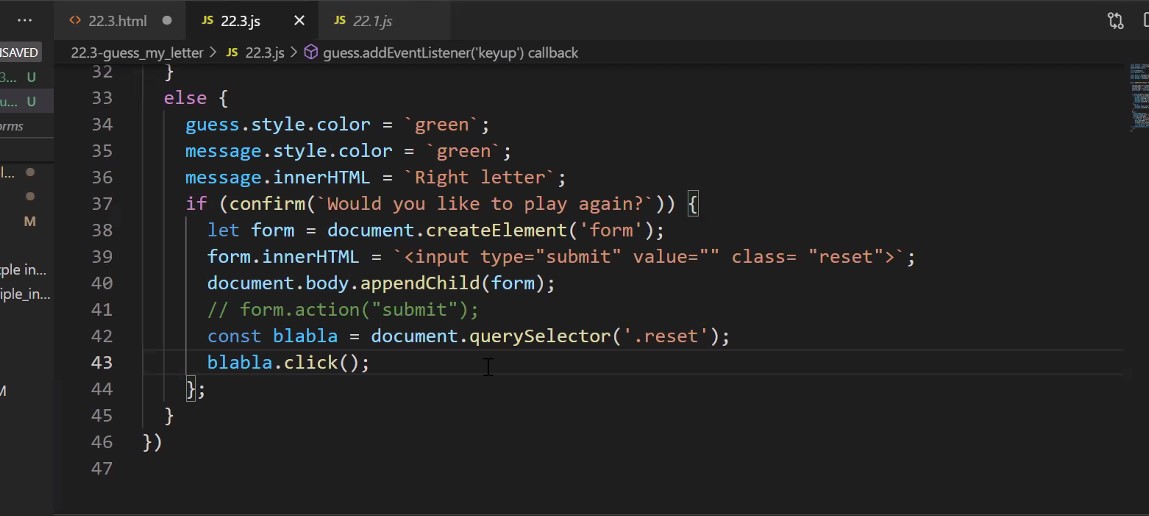 ...
22.3.html
JS 22.3.js
JS 22.1.js
NSAVED
22.3-guess_my_letter > JS 22.3.js > guess.addEventListener('keyup') callback
3... U
u... U
orms
l...
M
ple in...
iple_in...
M
32 }
33 else {
34 guess.style.color = `green`;
35 message.style.color = `green`;
36 message.innerHTML = `Right letter`;
37 if (confirm(`Would you like to play again?`)) {
38 let form = document.createElement('form');
39 form.innerHTML = `<input type="submit" value="" class= "reset">`;
40 document.body.appendChild(form);
41 // form.action("submit");
42 const blabla = document.querySelector('.reset');
43 blabla.click();
44 };
45 }
46 })
47